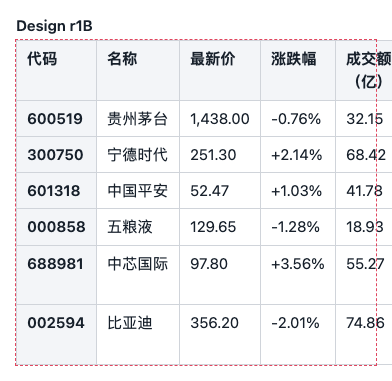 Design r1B
代码 名称 最新价 涨跌幅 成交额
（亿）
600519 贵州茅台 1,438.00 -0.76% 32.15
300750 宁德时代 251.30 +2.14% 68.42
601318 中国平安 52.47 +1.03% 41.78
000858 五粮液 129.65 -1.28% 18.93
688981 中芯国际 97.80 +3.56% 55.27
002594 比亚迪 356.20 -2.01% 74.86